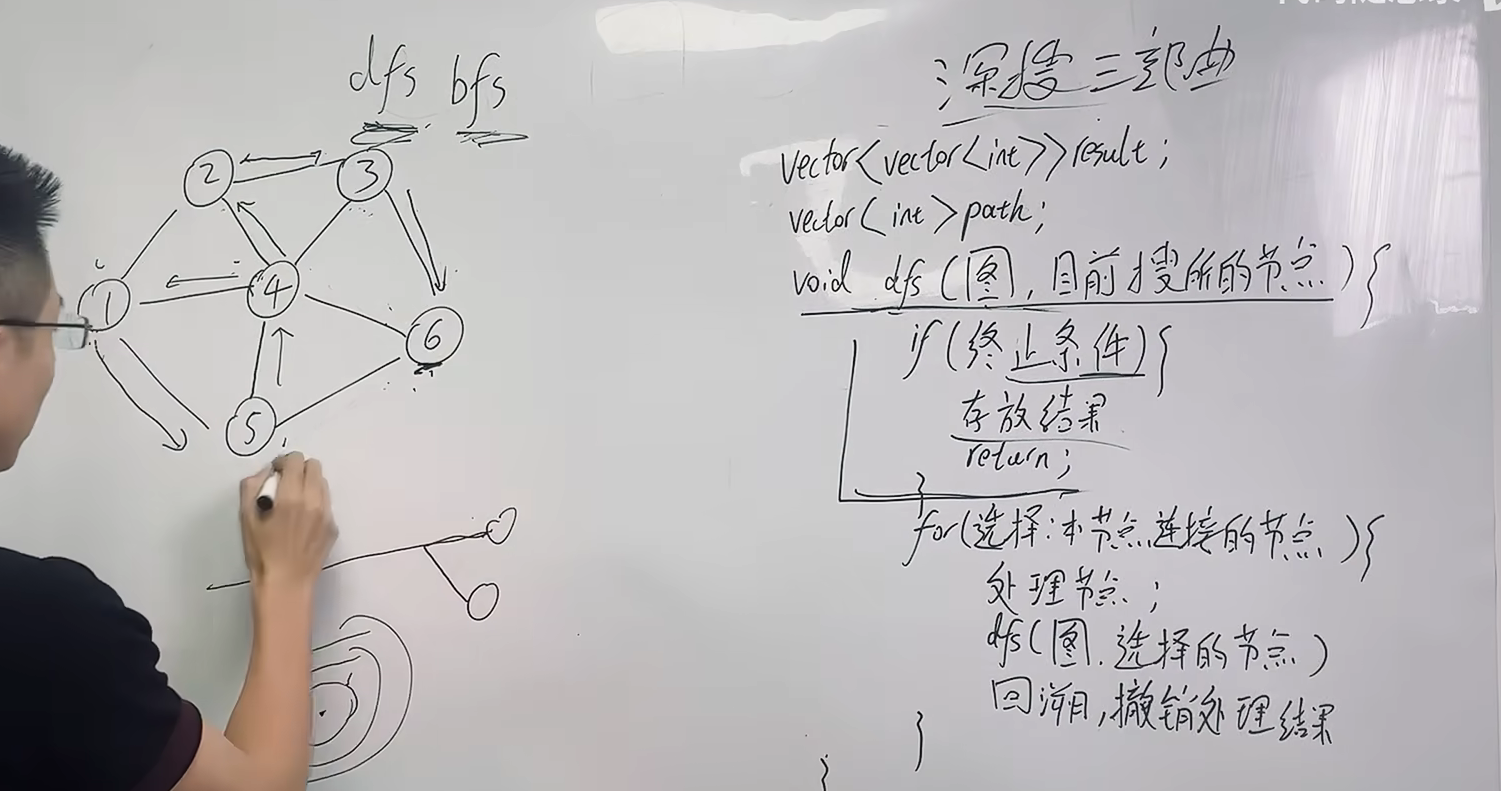 dfs bfs
2
3
1
4
6
5
深搜三部曲
vector<vector<int>>result;
vector<int>path;
void dfs(图,目前搜所的节点){
if(终止条件){
存放结果
return;
}
for(选择:本节点连接的节点){
处理节点;
dfs(图.选择的节点)
回溯,撤销处理结果
}
}